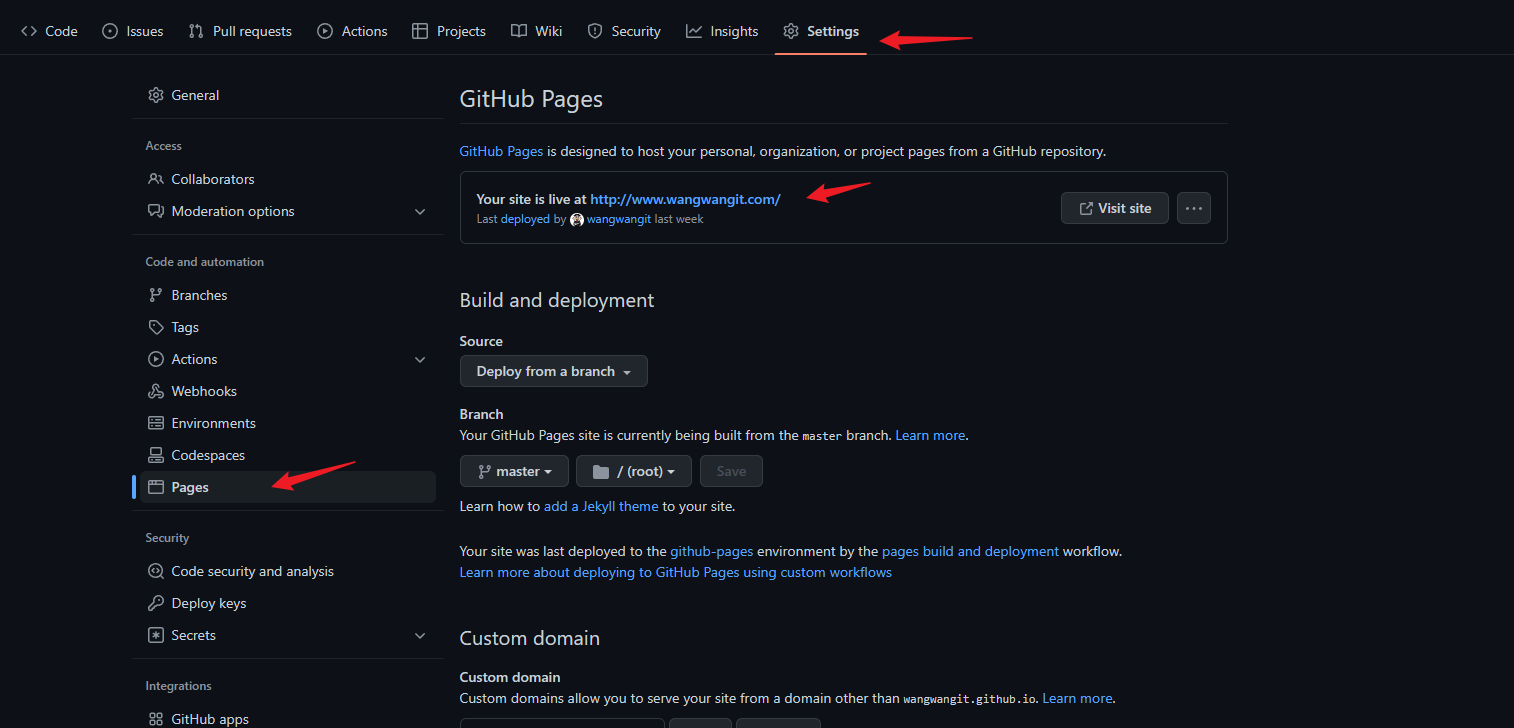 Code Issues Pull requests Actions Projects Wiki Security Insights Settings
General
Access
Collaborators
Moderation options
Code and automation
Branches
Tags
Actions
Webhooks
Environments
Codespaces
Pages
Security
Code security and analysis
Deploy keys
Secrets
Integrations
GitHub apps
GitHub Pages
GitHub Pages is designed to host your personal, organization, or project pages from a GitHub repository.
Your site is live at http://www.wangwangit.com/
Last deployed by wangwangit last week
Visit site
Build and deployment
Source
Deploy from a branch
Branch
Your GitHub Pages site is currently being built from the master branch. Learn more.
master / (root) Save
Learn how to add a Jekyll theme to your site.
Your site was last deployed to the github-pages environment by the pages build and deployment workflow.
Learn more about deploying to GitHub Pages using custom workflows
Custom domain
Custom domain
Custom domains allow you to serve your site from a domain other than wangwangit.github.io. Learn more.